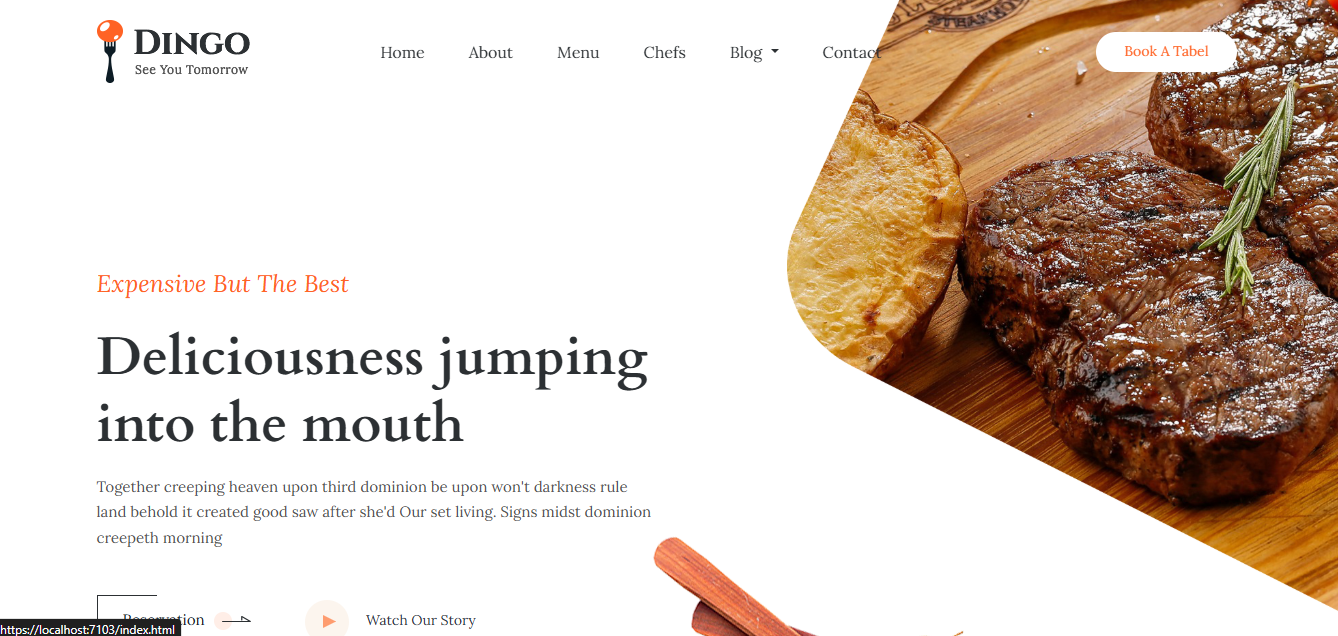 DINGO
See You Tomorrow
Home
About
Menu
Chefs
Blog
Contact
Book A Tabel
STEAKHOUSE
Expensive But The Best
Deliciousness jumping
into the mouth
Together creeping heaven upon third dominion be upon won't darkness rule
land behold it created good saw after she'd Our set living. Signs midst dominion
creepeth morning
Reservation
Watch Our Story
https://localhost:7103/index.html